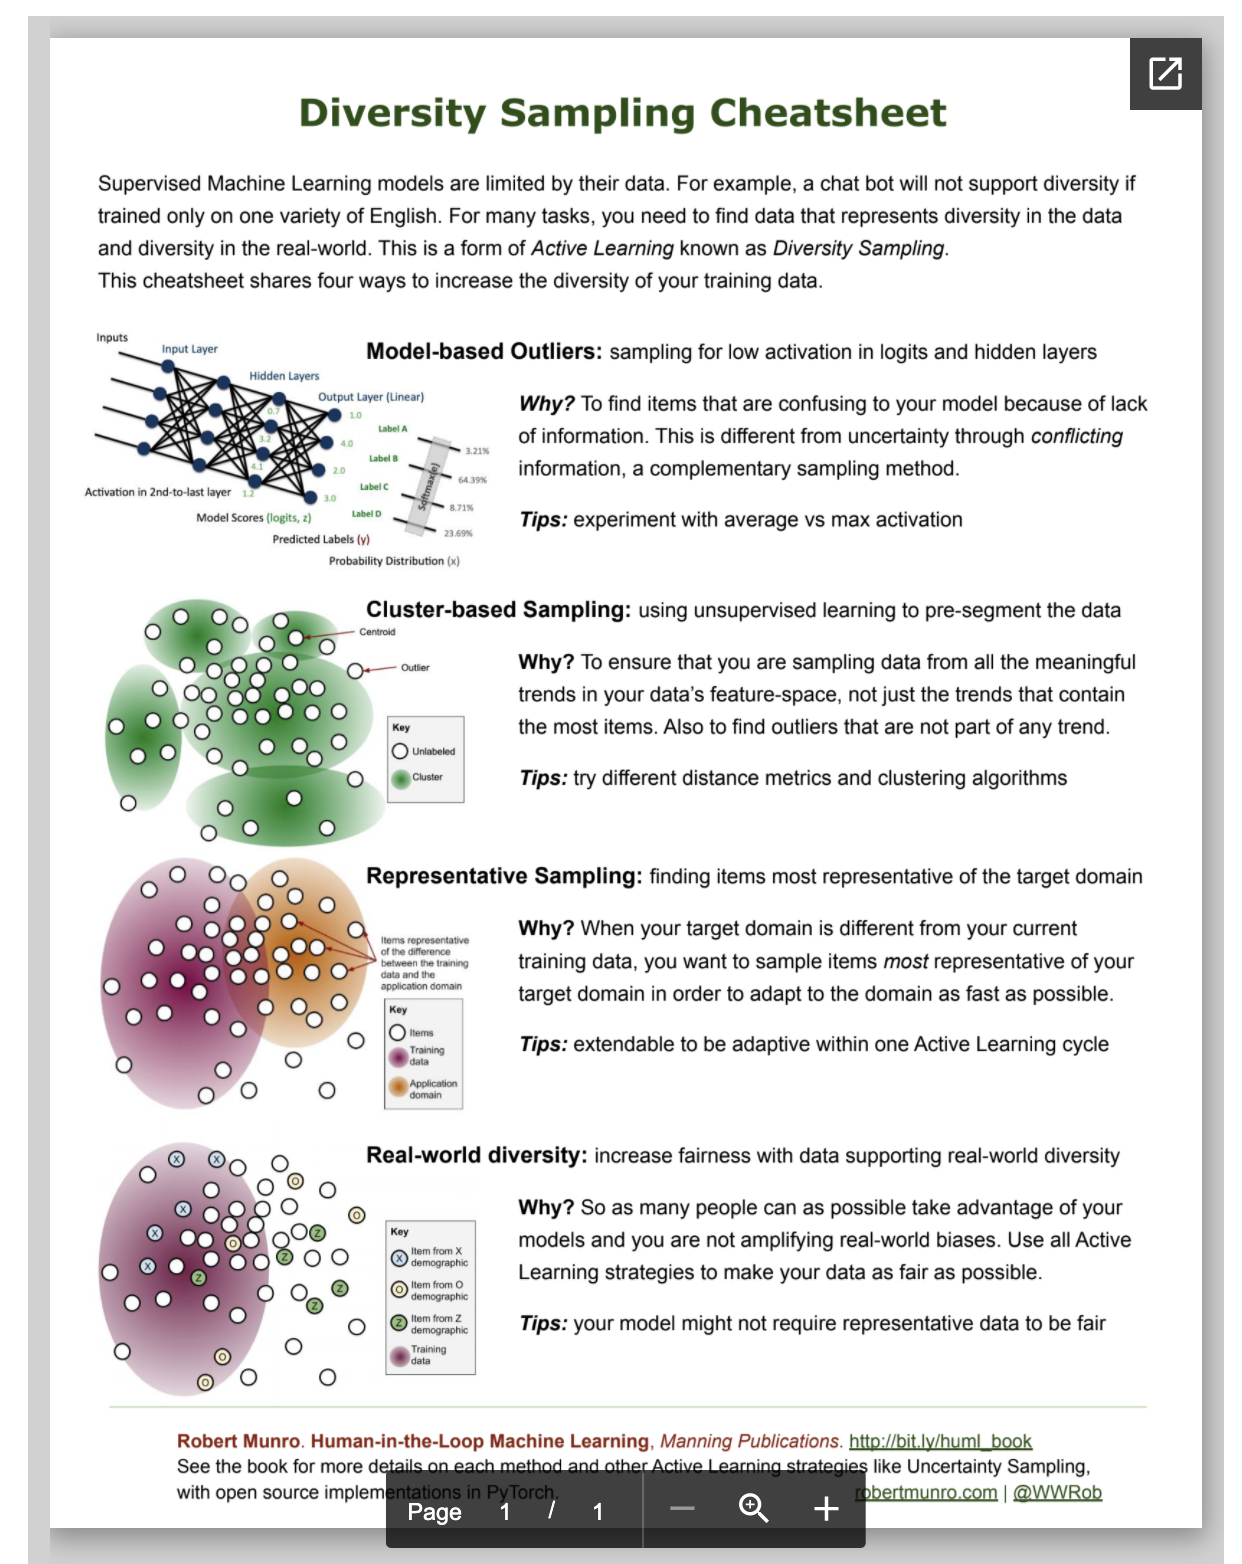 Diversity Sampling Cheatsheet
Supervised Machine Learning models are limited by their data. For example, a chat bot will not support diversity if
trained only on one variety of English. For many tasks, you need to find data that represents diversity in the data
and diversity in the real-world. This is a form of Active Learning known as Diversity Sampling.
This cheatsheet shares four ways to increase the diversity of your training data.
Inputs
Input Layer
Hidden Layers
Output Layer (Linear)
0.7
3.2
4.1
1.2
1.0
4.0
2.0
3.0
Label A
Label B
Label C
Label D
Softmax(e)
3.21%
64.39%
8.71%
23.69%
Activation in 2nd-to-last layer
Model Scores (logits, z)
Predicted Labels (y)
Probability Distribution (x)
Model-based Outliers: sampling for low activation in logits and hidden layers
Why? To find items that are confusing to your model because of lack
of information. This is different from uncertainty through conflicting
information, a complementary sampling method.
Tips: experiment with average vs max activation
Cluster-based Sampling: using unsupervised learning to pre-segment the data
Centroid
Outlier
Key
Unlabeled
Cluster
Why? To ensure that you are sampling data from all the meaningful
trends in your data's feature-space, not just the trends that contain
the most items. Also to find outliers that are not part of any trend.
Tips: try different distance metrics and clustering algorithms
Representative Sampling: finding items most representative of the target domain
Items representative
of the difference
between the training
data and the
application domain
Key
Items
Training
data
Application
domain
Why? When your target domain is different from your current
training data, you want to sample items most representative of your
target domain in order to adapt to the domain as fast as possible.
Tips: extendable to be adaptive within one Active Learning cycle
Real-world diversity: increase fairness with data supporting real-world diversity
X
X
X
X
X
O
O
O
O
O
Z
Z
Z
Z
Z
Key
X Item from X
demographic
O Item from O
demographic
Z Item from Z
demographic
Training
data
Why? So as many people can as possible take advantage of your
models and you are not amplifying real-world biases. Use all Active
Learning strategies to make your data as fair as possible.
Tips: your model might not require representative data to be fair
Robert Munro. Human-in-the-Loop Machine Learning, Manning Publications. http://bit.ly/huml_book
See the book for more details on each method and other Active Learning strategies like Uncertainty Sampling,
with open source implementations in PyTorch. robertmunro.com | @WWRob
Page 1 / 1